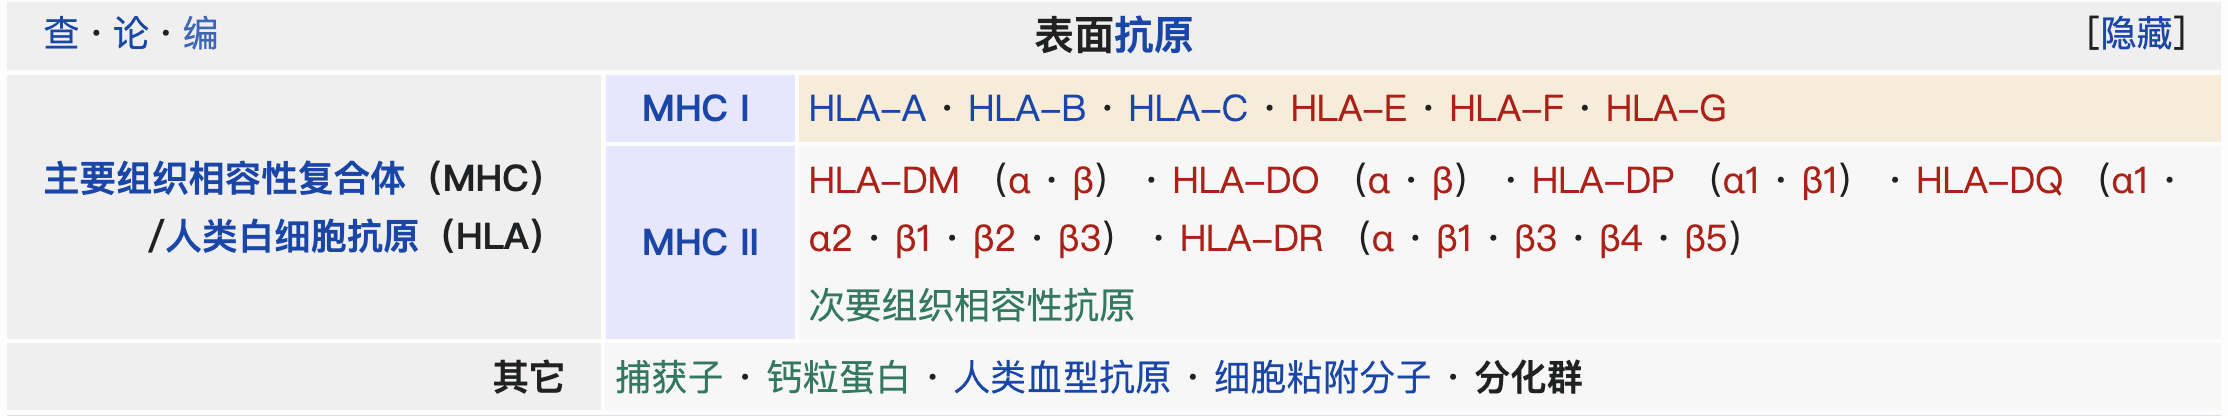 查·论·编 表面抗原 [隐藏]
主要组织相容性复合体（MHC）
/人类白细胞抗原（HLA）
MHC I HLA–A · HLA–B · HLA–C · HLA–E · HLA–F · HLA–G
MHC II
HLA–DM （α · β） · HLA–DO （α · β） · HLA–DP （α1 · β1） · HLA–DQ （α1 ·
α2 · β1 · β2 · β3） · HLA–DR （α · β1 · β3 · β4 · β5）
次要组织相容性抗原
其它 捕获子 · 钙粒蛋白 · 人类血型抗原 · 细胞粘附分子 · 分化群